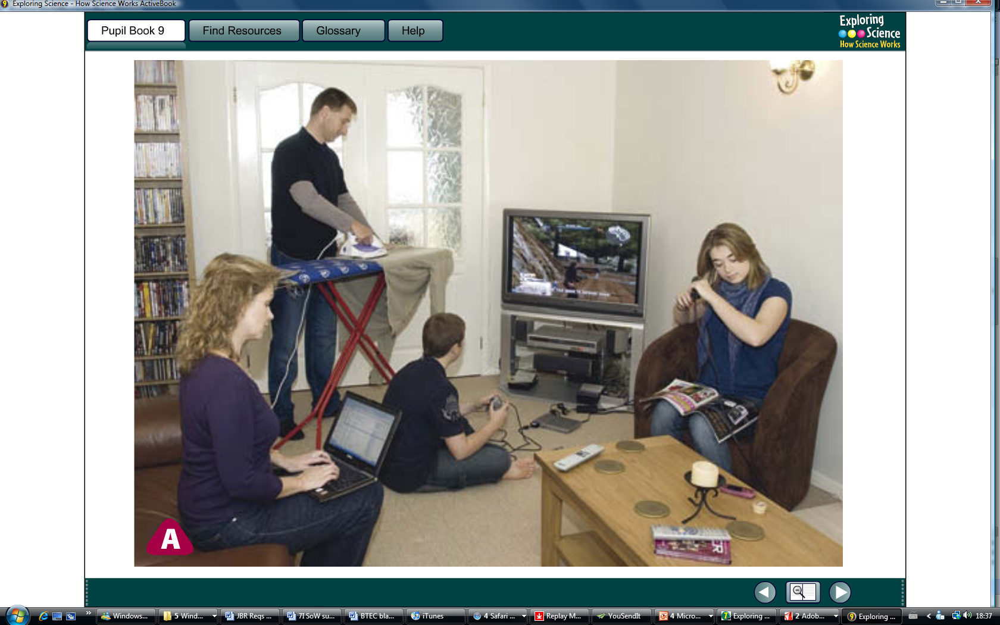 Exploring Science - How Science Works ActiveBook
Pupil Book 9
Find Resources
Glossary
Help
Exploring
Science
How Science Works
A
Windows...
5 Wind...
JBR Reqs ...
7I SoW su...
BTEC bla...
iTunes
4 Safari ...
Replay M...
YouSendIt
4 Micro...
Exploring ...
2 Adob...
Exploring ...
18:37